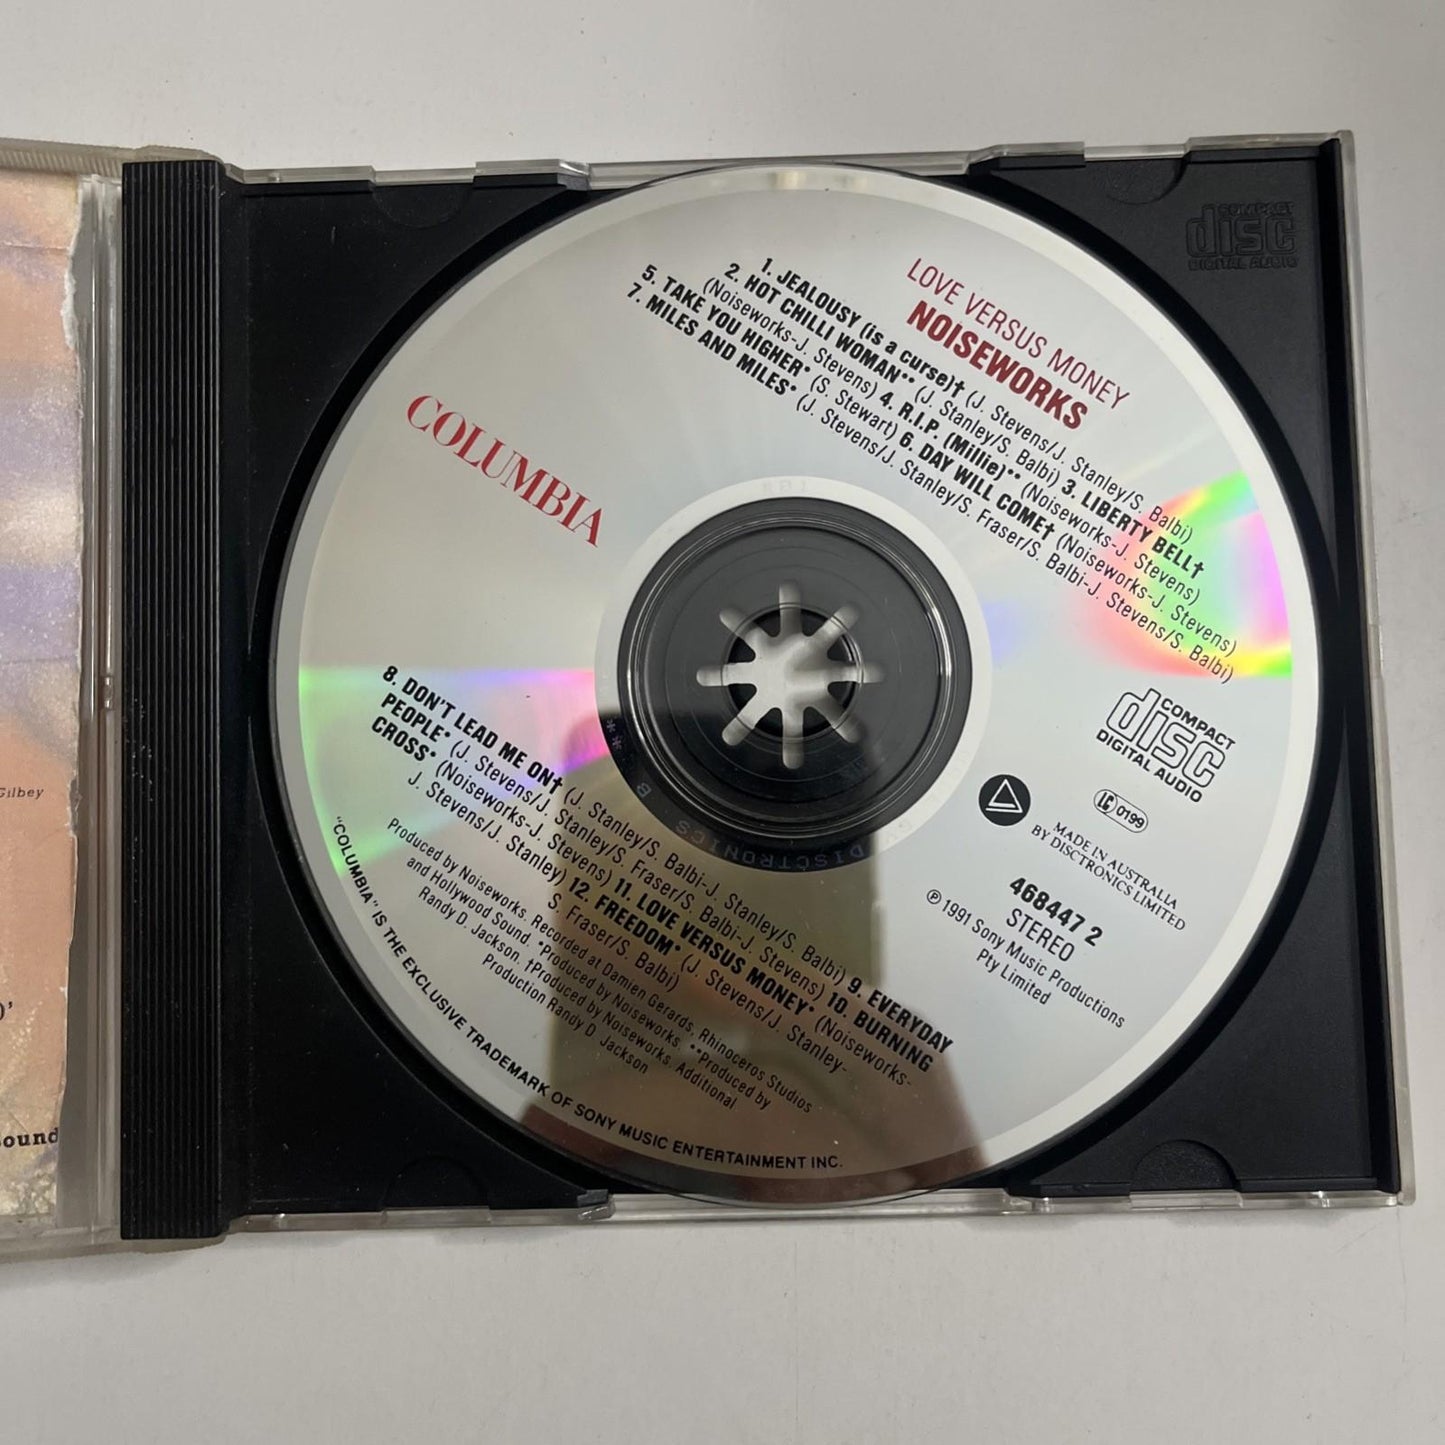 LOVE VERSUS MONEY
NOISEWORKS
1. JEALOUSY (is a curse)† (J. Stevens/J. Stanley/S. Balbi)
2. HOT CHILLI WOMAN** (J. Stanley/S. Balbi) 3. LIBERTY BELL†
(Noiseworks-J. Stevens) 4. R.I.P. (Millie)** (Noiseworks-J. Stevens)
5. TAKE YOU HIGHER* (S. Stewart) 6. DAY WILL COME† (Noiseworks-J. Stevens)
7. MILES AND MILES* (J. Stevens/J. Stanley/S. Fraser/S. Balbi-J. Stevens/S. Balbi)
COLUMBIA
8. DON'T LEAD ME ON† (J. Stanley/S. Balbi-J. Stanley/S. Balbi) 9. EVERYDAY
PEOPLE* (J. Stevens/J. Stanley/S. Fraser/S. Balbi-J. Stevens) 10. BURNING
CROSS* (Noiseworks-J. Stevens) 11. LOVE VERSUS MONEY* (Noiseworks-
J. Stevens/J. Stanley) 12. FREEDOM* (J. Stevens/J. Stanley-
S. Fraser/S. Balbi)
Produced by Noiseworks. Recorded at Damien Gerards, Rhinoceros Studios
and Hollywood Sound. *Produced by Noiseworks. **Produced by
Randy D. Jackson. †Produced by Noiseworks. Additional
Production Randy D. Jackson
"COLUMBIA" IS THE EXCLUSIVE TRADEMARK OF SONY MUSIC ENTERTAINMENT INC.
COMPACT
disc
DIGITAL AUDIO
LC 0199
MADE IN AUSTRALIA
BY DISCTRONICS LIMITED
468447 2
STEREO
℗ 1991 Sony Music Productions
Pty Limited
DISCTRONICS
COMPACT
disc
DIGITAL AUDIO
Gilbey